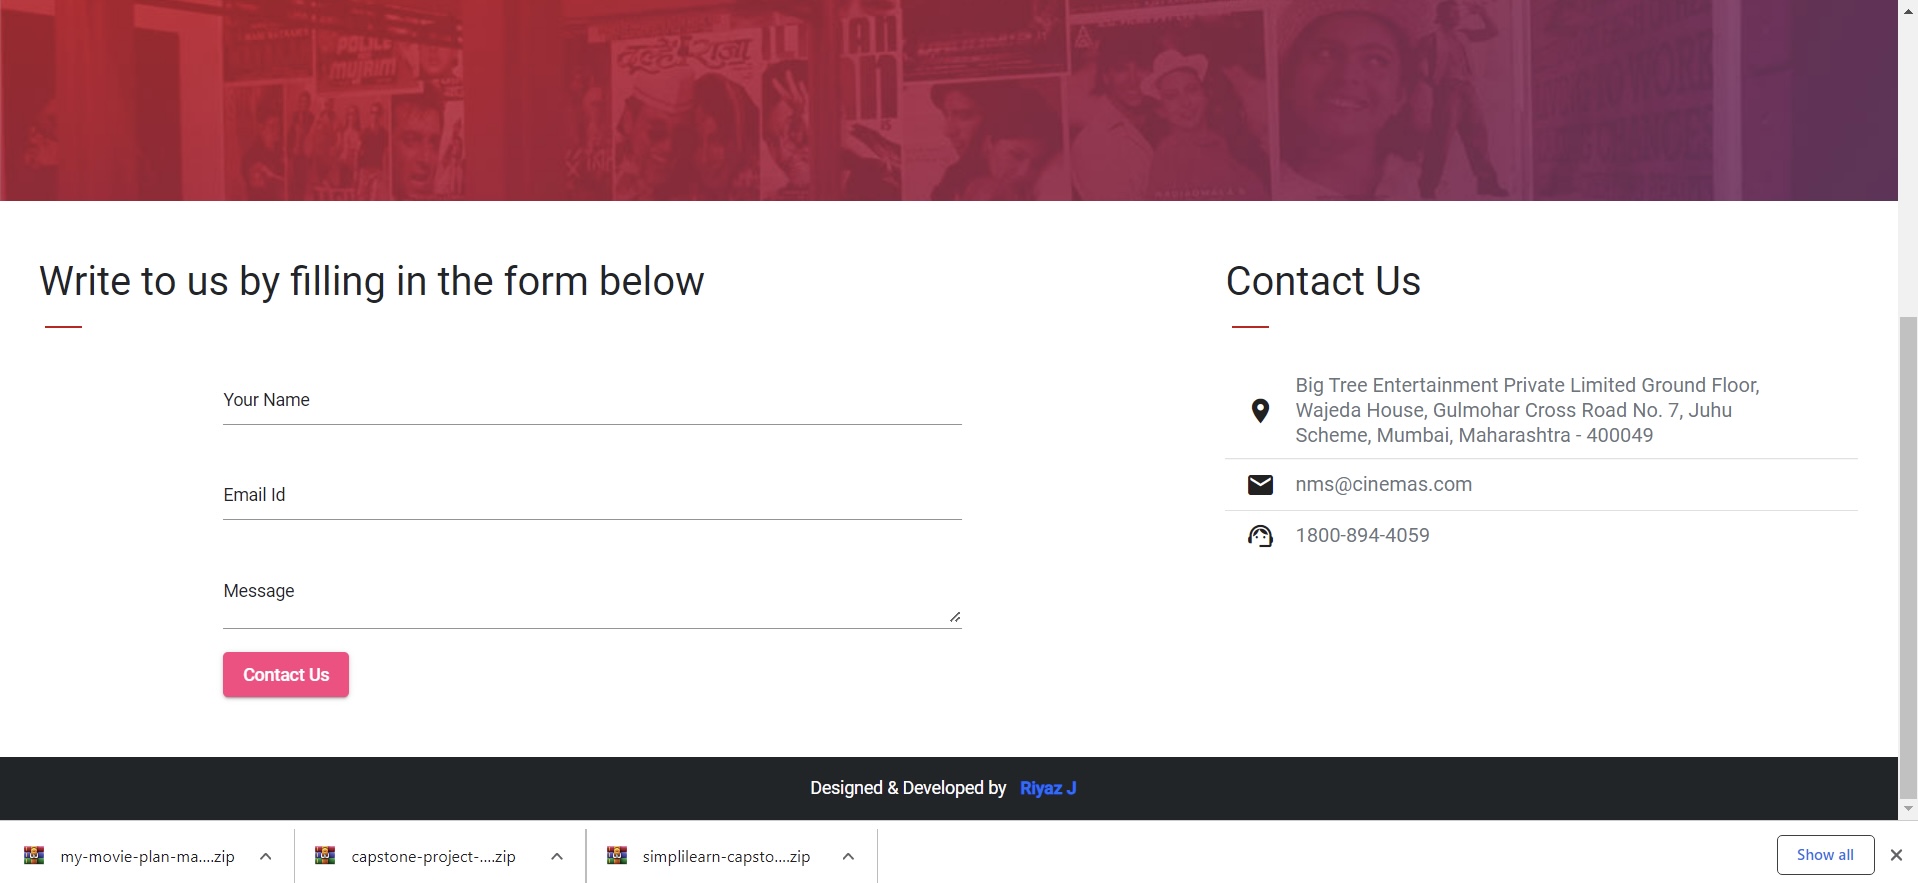 POLICE
MUJRIM
दूल्हे राजा
Write to us by filling in the form below
Your Name
Email Id
Message
Contact Us
Contact Us
Big Tree Entertainment Private Limited Ground Floor,
Wajeda House, Gulmohar Cross Road No. 7, Juhu
Scheme, Mumbai, Maharashtra - 400049
nms@cinemas.com
1800-894-4059
Designed & Developed by Riyaz J
my-movie-plan-ma....zip
capstone-project-....zip
simplilearn-capsto....zip
Show all